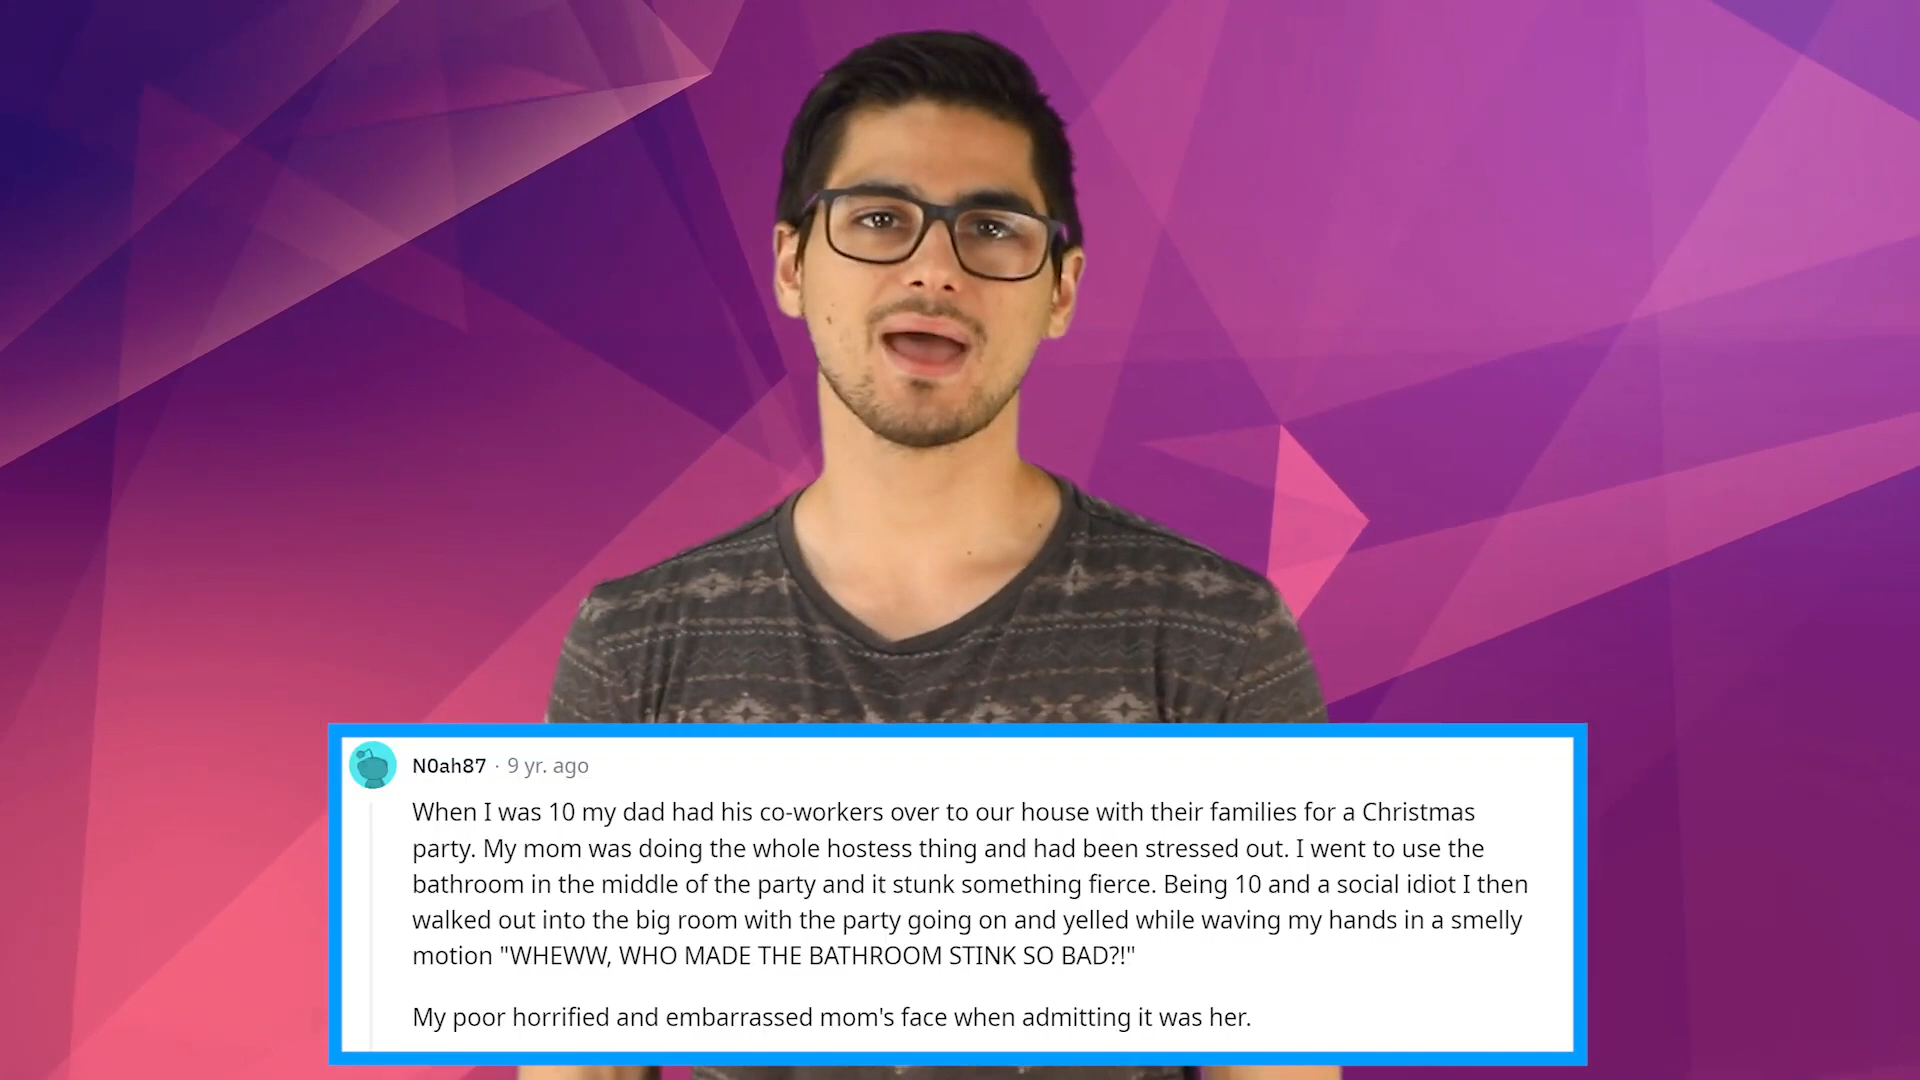 N0ah87 · 9 yr. ago
When I was 10 my dad had his co-workers over to our house with their families for a Christmas
party. My mom was doing the whole hostess thing and had been stressed out. I went to use the
bathroom in the middle of the party and it stunk something fierce. Being 10 and a social idiot I then
walked out into the big room with the party going on and yelled while waving my hands in a smelly
motion "WHEWW, WHO MADE THE BATHROOM STINK SO BAD?!"
My poor horrified and embarrassed mom's face when admitting it was her.